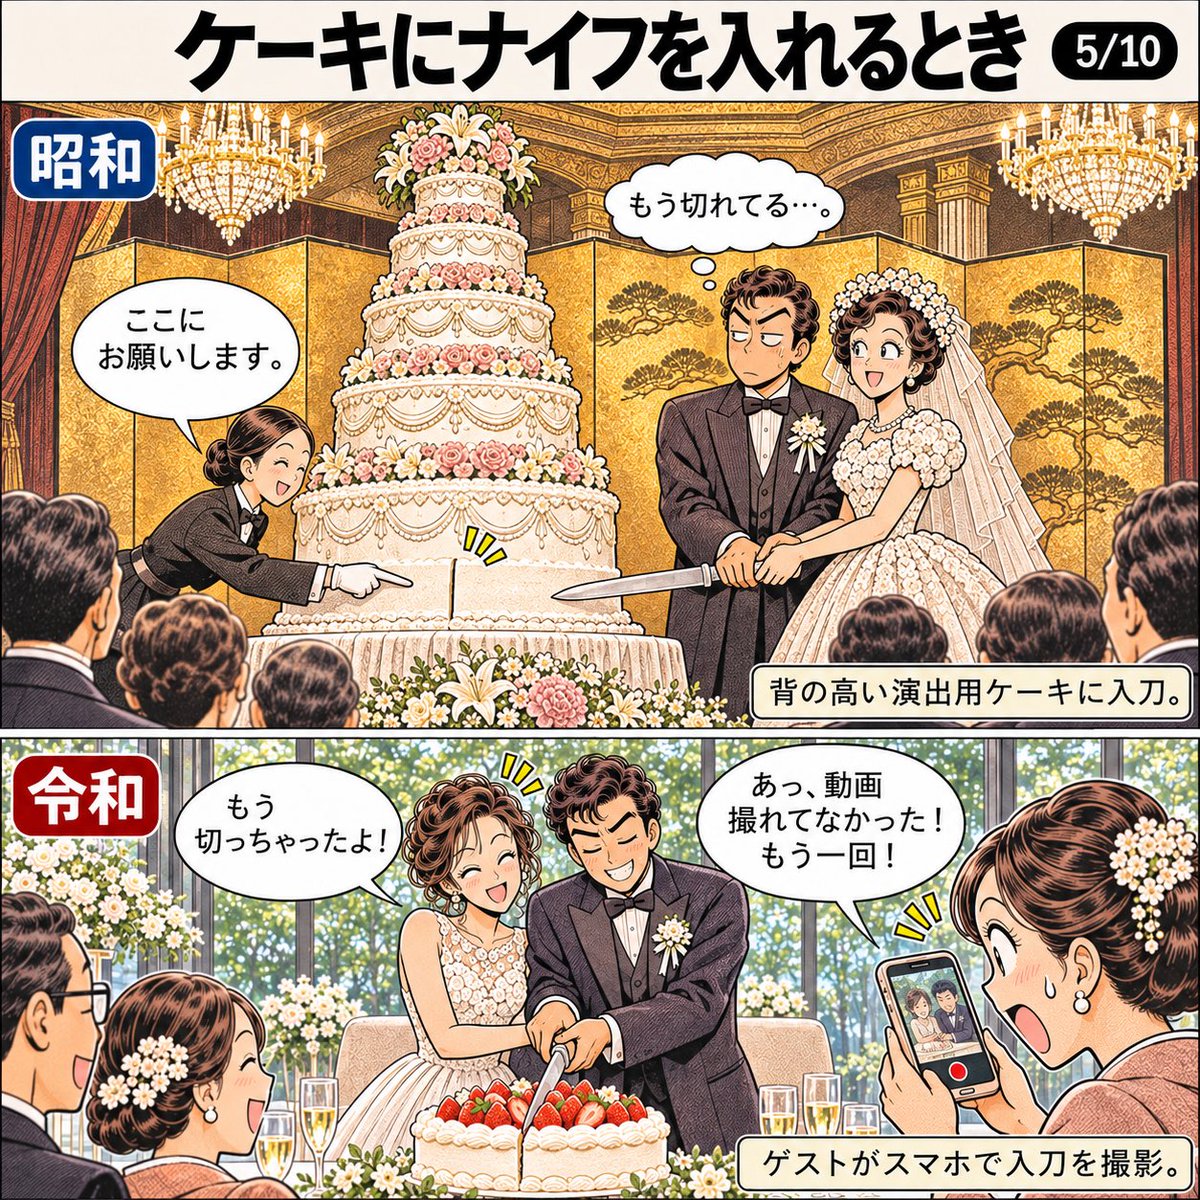 ケーキにナイフを入れるとき
5/10
昭和
もう切れてる…。
ここに
お願いします。
背の高い演出用ケーキに入刀。
令和
もう
切っちゃったよ!
あっ、動画
撮れてなかった!
もう一回!
ゲストがスマホで入刀を撮影。